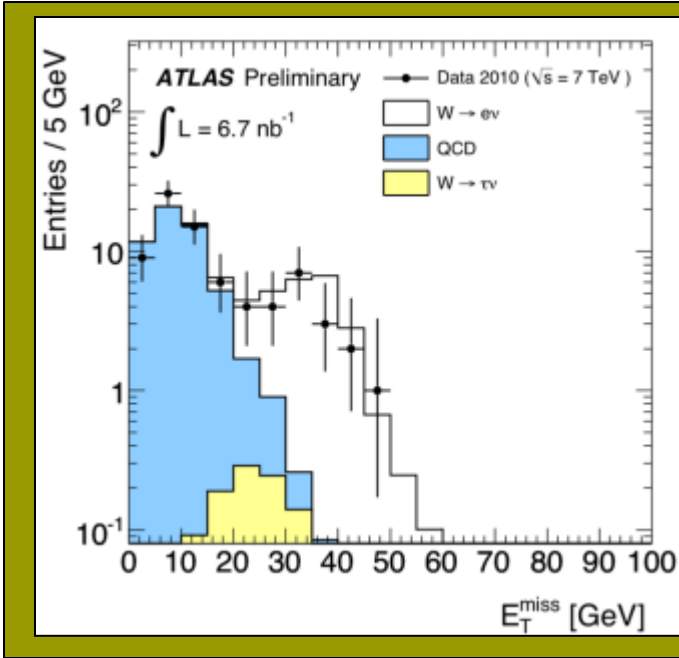 ATLAS Preliminary
∫ L = 6.7 nb⁻¹
Data 2010 (√s = 7 TeV )
W → eν
QCD
W → τν
Entries / 5 GeV
10²
10
1
10⁻¹
0 10 20 30 40 50 60 70 80 90 100
E_T^miss [GeV]